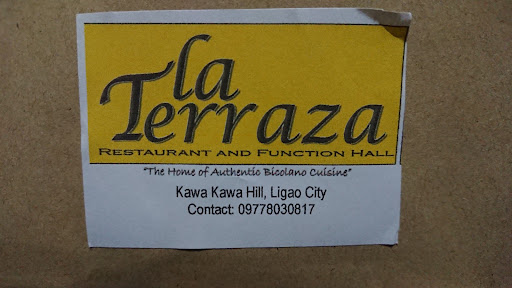 la
Terraza
RESTAURANT AND FUNCTION HALL
"The Home of Authentic Bicolano Cuisine"
Kawa Kawa Hill, Ligao City
Contact: 09778030817